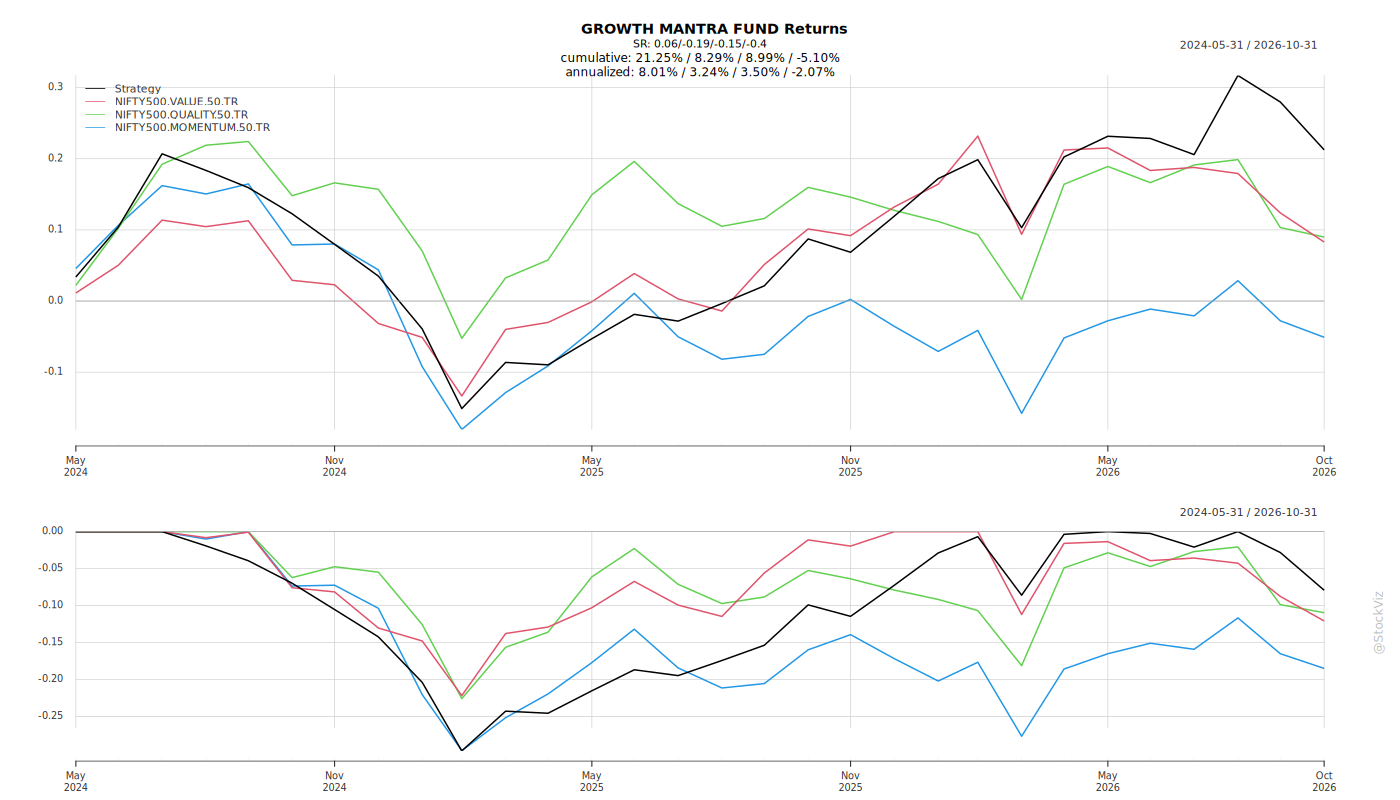 GROWTH MANTRA FUND Returns
SR: 0.06/-0.19/-0.15/-0.4
cumulative: 21.25% / 8.29% / 8.99% / -5.10%
annualized: 8.01% / 3.24% / 3.50% / -2.07%
2024-05-31 / 2026-10-31
Strategy
NIFTY500.VALUE.50.TR
NIFTY500.QUALITY.50.TR
NIFTY500.MOMENTUM.50.TR
0.3
0.2
0.1
0.0
-0.1
May 2024
Nov 2024
May 2025
Nov 2025
May 2026
Oct 2026
2024-05-31 / 2026-10-31
0.00
-0.05
-0.10
-0.15
-0.20
-0.25
May 2024
Nov 2024
May 2025
Nov 2025
May 2026
Oct 2026
@StockViz